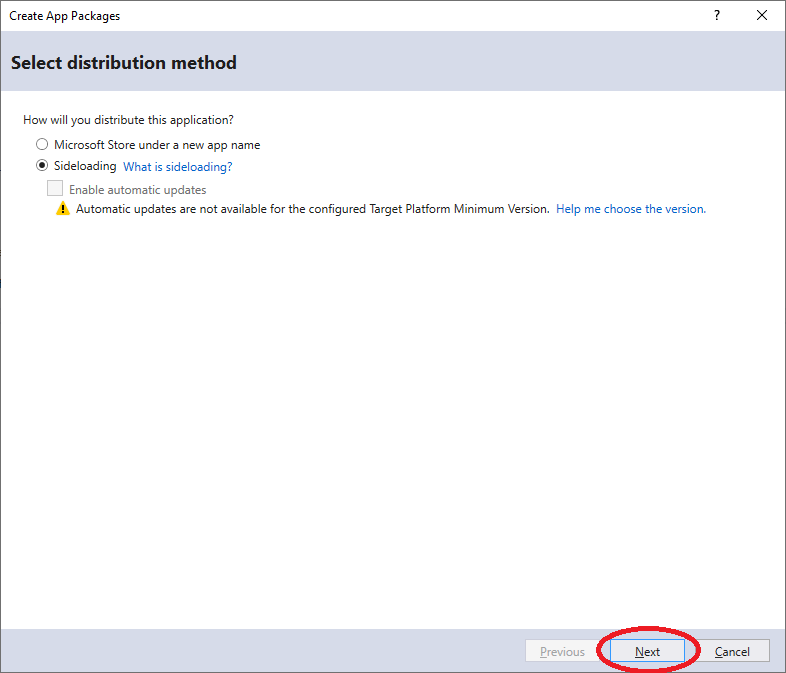 Create App Packages
Select distribution method
How will you distribute this application?
Microsoft Store under a new app name
Sideloading What is sideloading?
Enable automatic updates
Automatic updates are not available for the configured Target Platform Minimum Version. Help me choose the version.
Previous Next Cancel